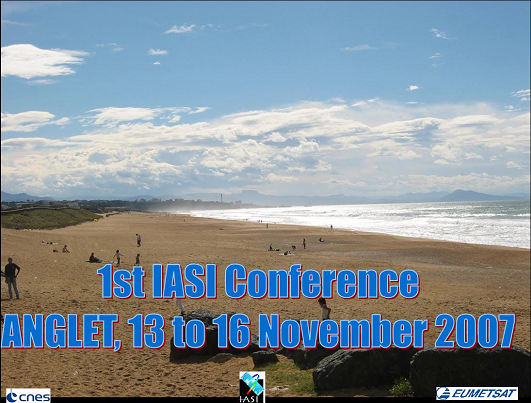 1st IASI Conference
ANGLET, 13 to 16 November 2007
cnes
IASI
EUMETSAT